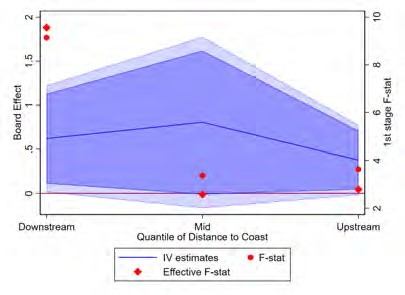 2
1.5
1
.5
0
Board Effect
10
8
6
4
2
1st stage F-stat
Downstream Mid Upstream
Quantile of Distance to Coast
IV estimates F-stat
Effective F-stat